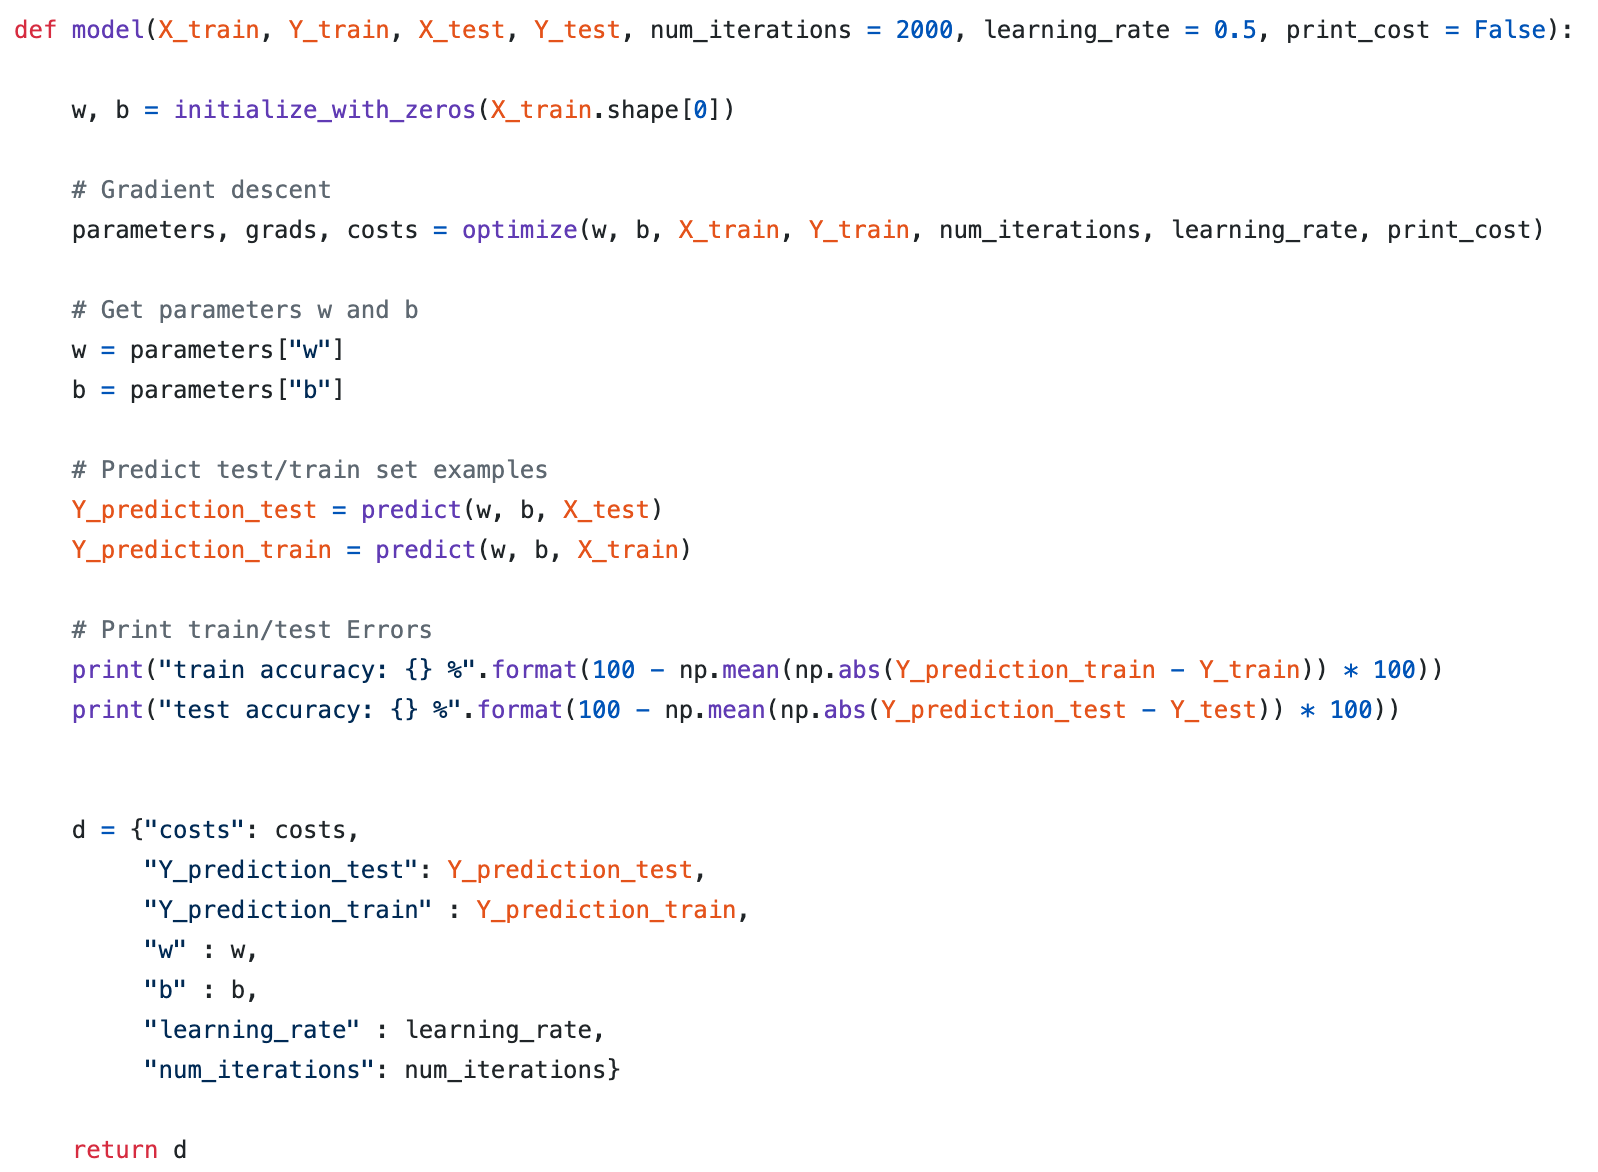 def model(X_train, Y_train, X_test, Y_test, num_iterations = 2000, learning_rate = 0.5, print_cost = False):
    w, b = initialize_with_zeros(X_train.shape[0])
    # Gradient descent
    parameters, grads, costs = optimize(w, b, X_train, Y_train, num_iterations, learning_rate, print_cost)
    # Get parameters w and b
    w = parameters["w"]
    b = parameters["b"]
    # Predict test/train set examples
    Y_prediction_test = predict(w, b, X_test)
    Y_prediction_train = predict(w, b, X_train)
    # Print train/test Errors
    print("train accuracy: {} %".format(100 - np.mean(np.abs(Y_prediction_train - Y_train)) * 100))
    print("test accuracy: {} %".format(100 - np.mean(np.abs(Y_prediction_test - Y_test)) * 100))
    d = {"costs": costs,
         "Y_prediction_test": Y_prediction_test,
         "Y_prediction_train" : Y_prediction_train,
         "w" : w,
         "b" : b,
         "learning_rate" : learning_rate,
         "num_iterations": num_iterations}
    return d